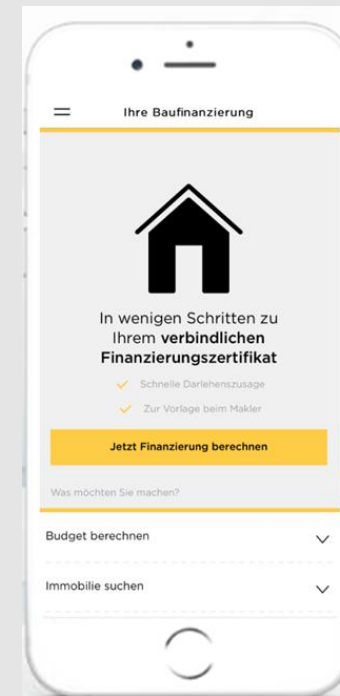 Ihre Baufinanzierung
In wenigen Schritten zu
Ihrem verbindlichen
Finanzierungszertifikat
Schnelle Darlehenszusage
Zur Vorlage beim Makler
Jetzt Finanzierung berechnen
Was möchten Sie machen?
Budget berechnen
Immobilie suchen